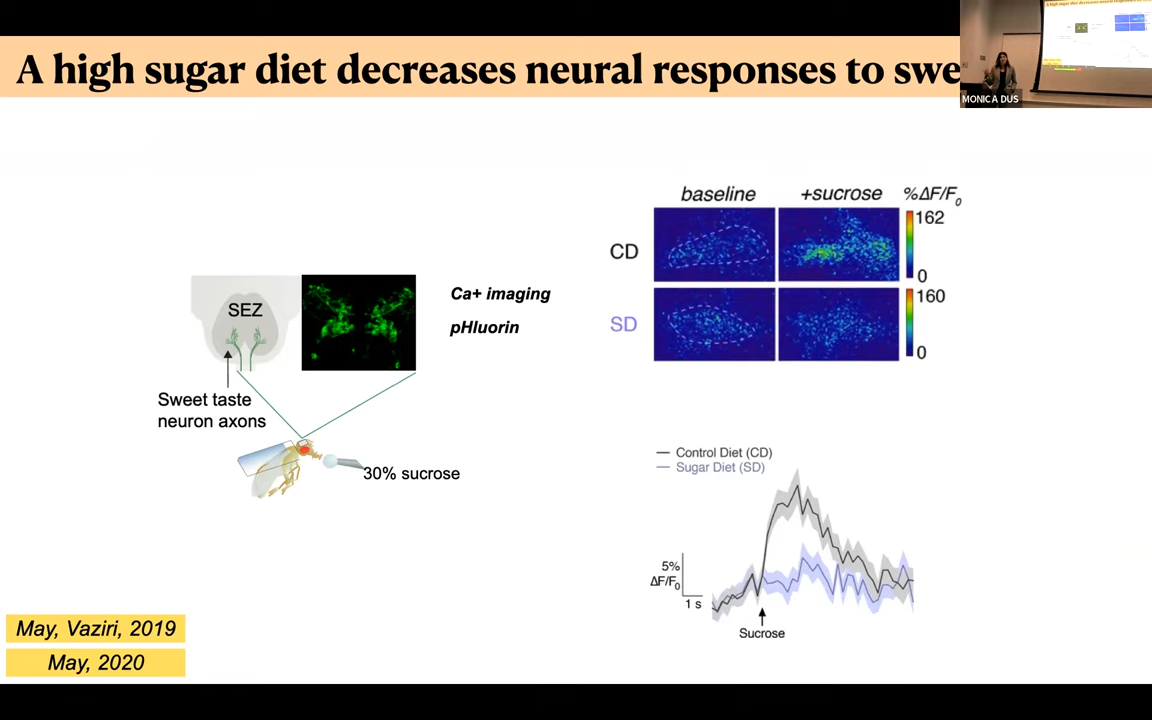 A high sugar diet decreases neural responses to swe
MONICA DUS
baseline
+sucrose
%ΔF/F0
CD
162
0
SD
160
0
SEZ
Ca+ imaging
pHluorin
Sweet taste
neuron axons
30% sucrose
Control Diet (CD)
Sugar Diet (SD)
5%
ΔF/F0
1 s
Sucrose
May, Vaziri, 2019
May, 2020